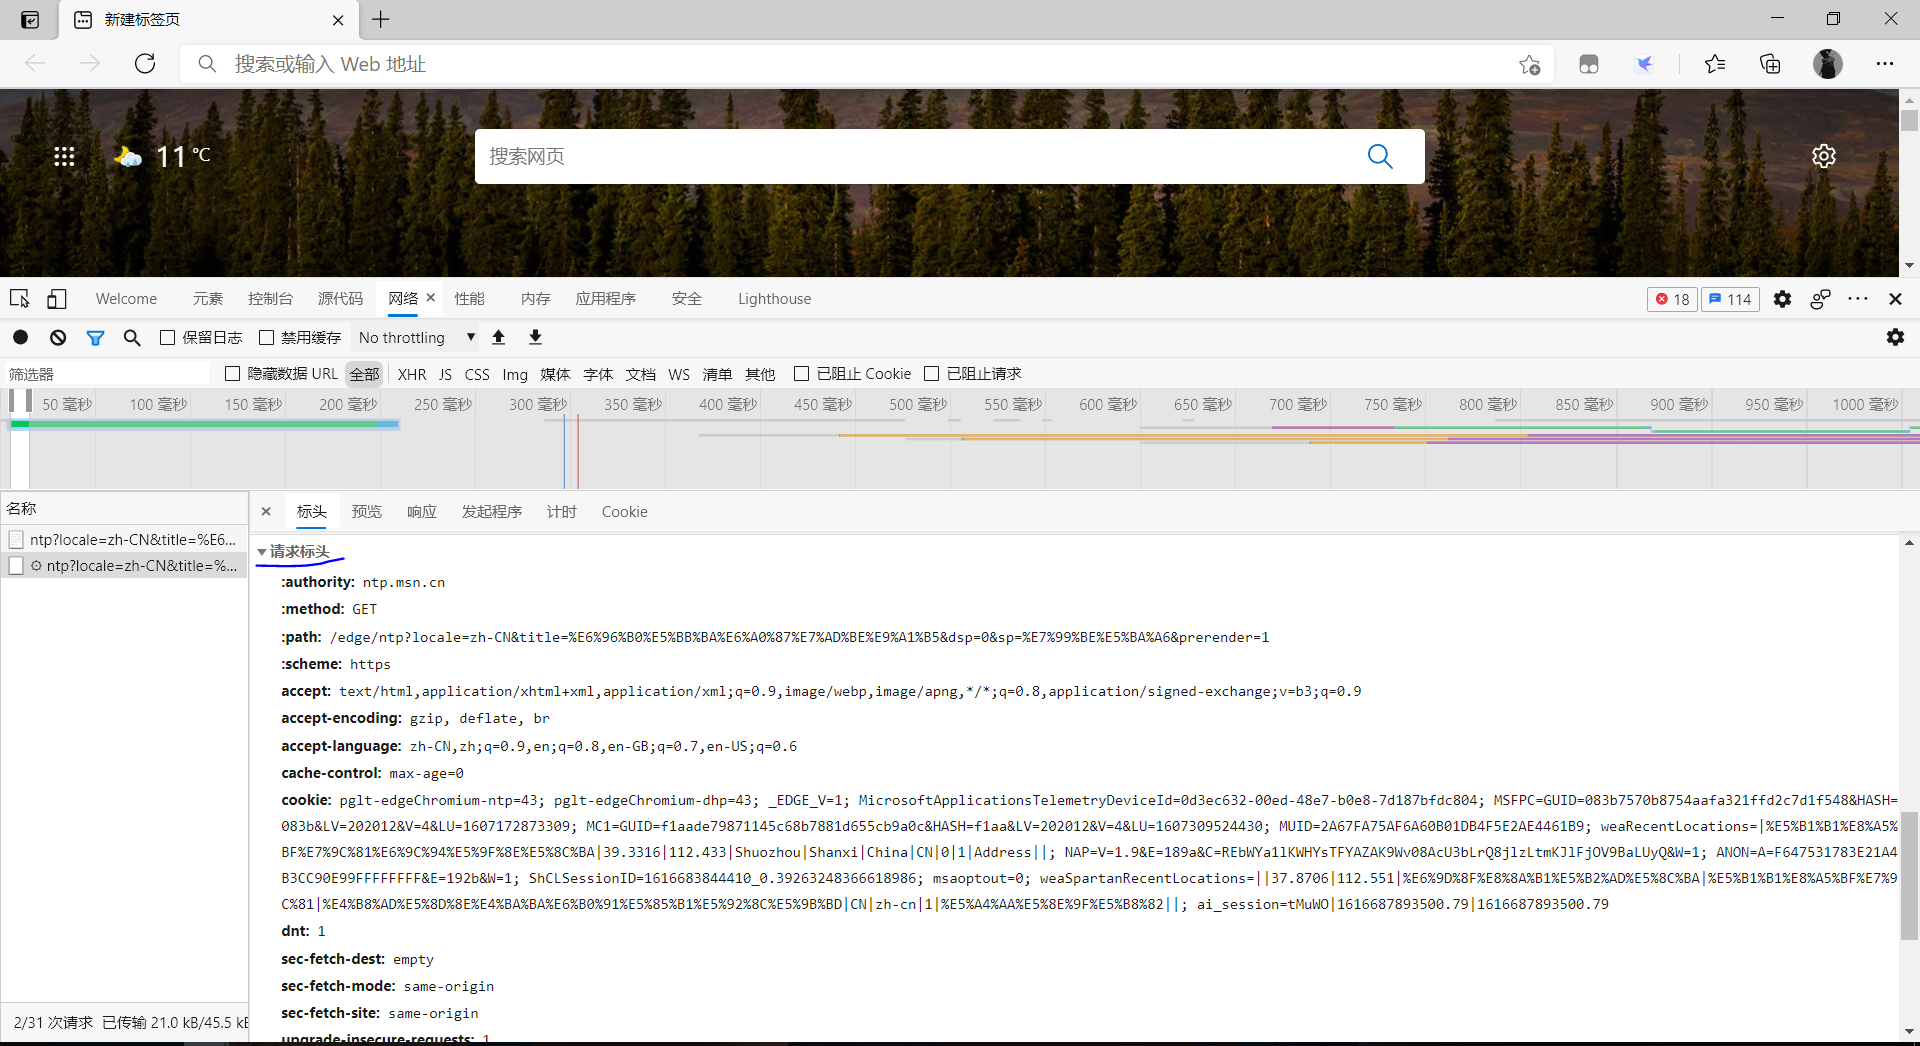 新建标签页
搜索或输入 Web 地址
11 °C
搜索网页
Welcome 元素 控制台 源代码 网络 性能 内存 应用程序 安全 Lighthouse 18 114
保留日志 禁用缓存 No throttling
筛选器 隐藏数据 URL 全部 XHR JS CSS Img 媒体 字体 文档 WS 清单 其他 已阻止 Cookie 已阻止请求
50 毫秒 100 毫秒 150 毫秒 200 毫秒 250 毫秒 300 毫秒 350 毫秒 400 毫秒 450 毫秒 500 毫秒 550 毫秒 600 毫秒 650 毫秒 700 毫秒 750 毫秒 800 毫秒 850 毫秒 900 毫秒 950 毫秒 1000 毫秒
名称
ntp?locale=zh-CN&title=%E6...
ntp?locale=zh-CN&title=%...
标头 预览 响应 发起程序 计时 Cookie
请求标头
:authority: ntp.msn.cn
:method: GET
:path: /edge/ntp?locale=zh-CN&title=%E6%96%B0%E5%BB%BA%E6%A0%87%E7%AD%BE%E9%A1%B5&dsp=0&sp=%E7%99%BE%E5%BA%A6&prerender=1
:scheme: https
accept: text/html,application/xhtml+xml,application/xml;q=0.9,image/webp,image/apng,*/*;q=0.8,application/signed-exchange;v=b3;q=0.9
accept-encoding: gzip, deflate, br
accept-language: zh-CN,zh;q=0.9,en;q=0.8,en-GB;q=0.7,en-US;q=0.6
cache-control: max-age=0
cookie: pglt-edgeChromium-ntp=43; pglt-edgeChromium-dhp=43; _EDGE_V=1; MicrosoftApplicationsTelemetryDeviceId=0d3ec632-00ed-48e7-b0e8-7d187bfdc804; MSFPC=GUID=083b7570b8754aafa321ffd2c7d1f548&HASH=
083b&LV=202012&V=4&LU=1607172873309; MC1=GUID=f1aade79871145c68b7881d655cb9a0c&HASH=f1aa&LV=202012&V=4&LU=1607309524430; MUID=2A67FA75AF6A60B01DB4F5E2AE4461B9; weaRecentLocations=|%E5%B1%B1%E8%A5%
BF%E7%9C%81%E6%9C%94%E5%9F%8E%E5%8C%BA|39.3316|112.433|Shuozhou|Shanxi|China|CN|0|1|Address||; NAP=V=1.9&E=189a&C=REbWYa1lKWHYsTFYAZAK9Wv08AcU3bLrQ8jlzLtmKJlFjOV9BaLUyQ&W=1; ANON=A=F647531783E21A4
B3CC90E99FFFFFFFF&E=192b&W=1; ShCLSessionID=1616683844410_0.39263248366618986; msaoptout=0; weaSpartanRecentLocations=||37.8706|112.551|%E6%9D%8F%E8%8A%B1%E5%B2%AD%E5%8C%BA|%E5%B1%B1%E8%A5%BF%E7%9
C%81|%E4%B8%AD%E5%8D%8E%E4%BA%BA%E6%B0%91%E5%85%B1%E5%92%8C%E5%9B%BD|CN|zh-cn|1|%E5%A4%AA%E5%8E%9F%E5%B8%82||; ai_session=tMuWO|1616687893500.79|1616687893500.79
dnt: 1
sec-fetch-dest: empty
sec-fetch-mode: same-origin
sec-fetch-site: same-origin
upgrade-insecure-requests: 1
2/31 次请求 已传输 21.0 kB/45.5 kB